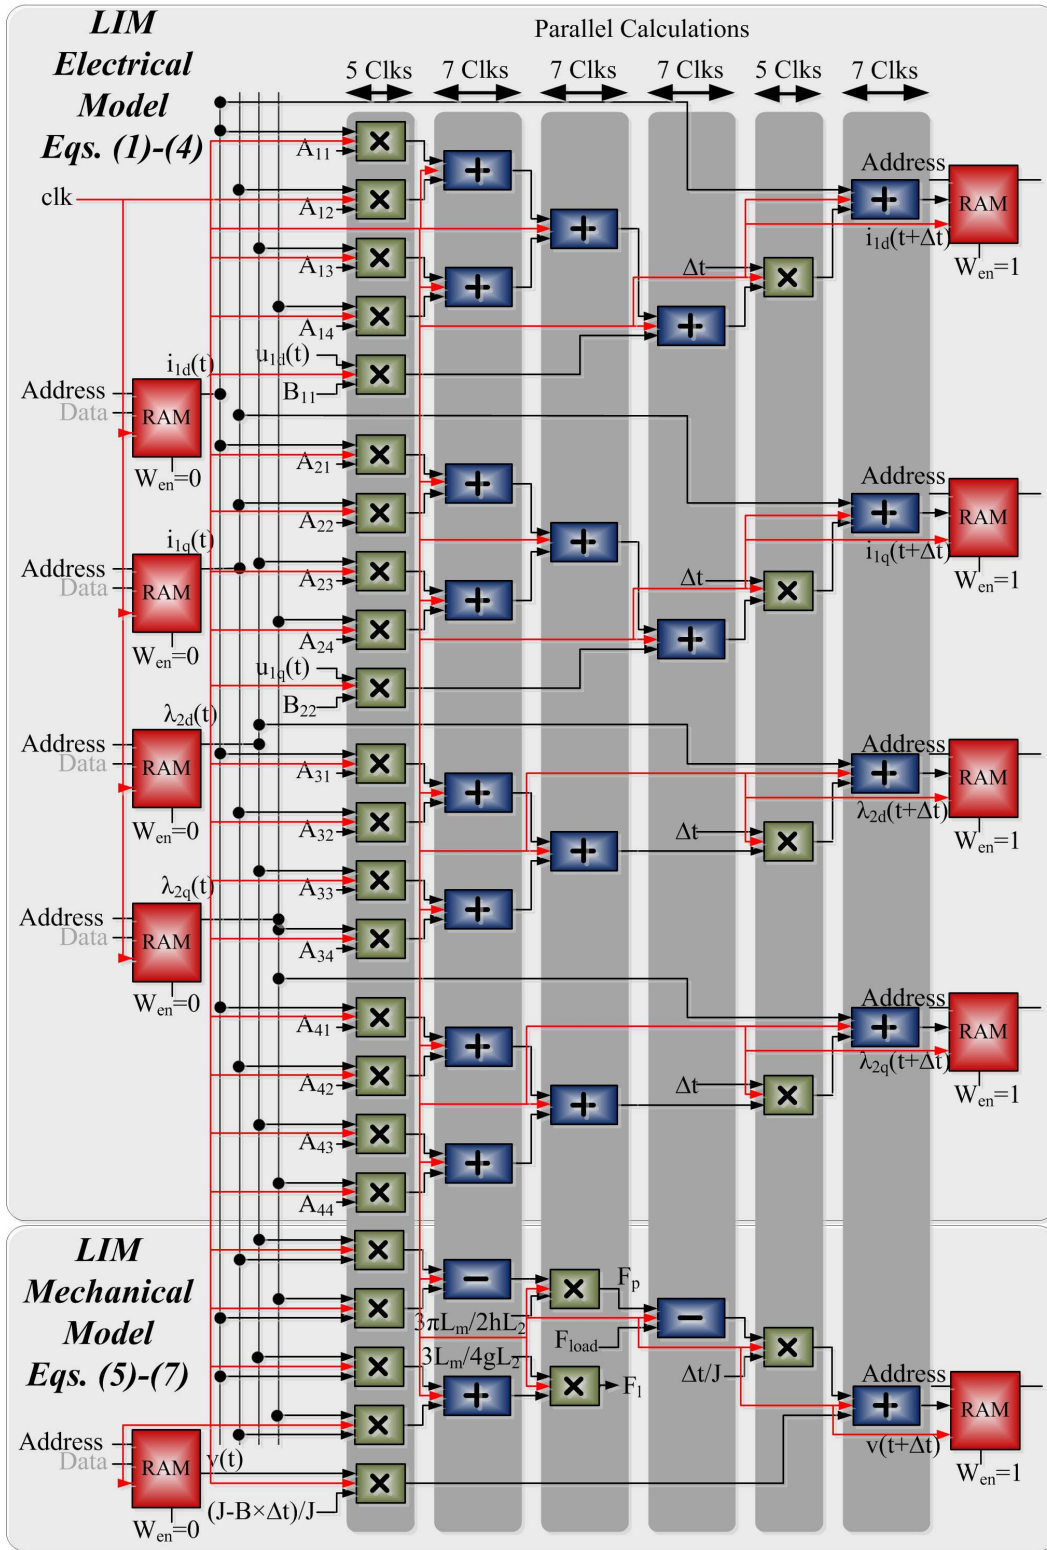 LIM
Electrical
Model
Eqs. (1)-(4)
Parallel Calculations
5 Clks
7 Clks
7 Clks
7 Clks
5 Clks
7 Clks
clk
A11
A12
A13
A14
u1d(t)
B11
Δt
Address
RAM
i1d(t+Δt)
Wen=1
i1d(t)
Address
Data
RAM
Wen=0
A21
A22
A23
A24
u1q(t)
B22
Δt
Address
RAM
i1q(t+Δt)
Wen=1
i1q(t)
Address
Data
RAM
Wen=0
λ2d(t)
Address
Data
RAM
Wen=0
A31
A32
A33
A34
Δt
Address
RAM
λ2d(t+Δt)
Wen=1
λ2q(t)
Address
Data
RAM
Wen=0
A41
A42
A43
A44
Δt
Address
RAM
λ2q(t+Δt)
Wen=1
LIM
Mechanical
Model
Eqs. (5)-(7)
3πLm/2hL2
Fp
Fload
3Lm/4gL2
Fl
Δt/J
Address
RAM
v(t+Δt)
Wen=1
Address
Data
RAM
v(t)
Wen=0
(J-B×Δt)/J